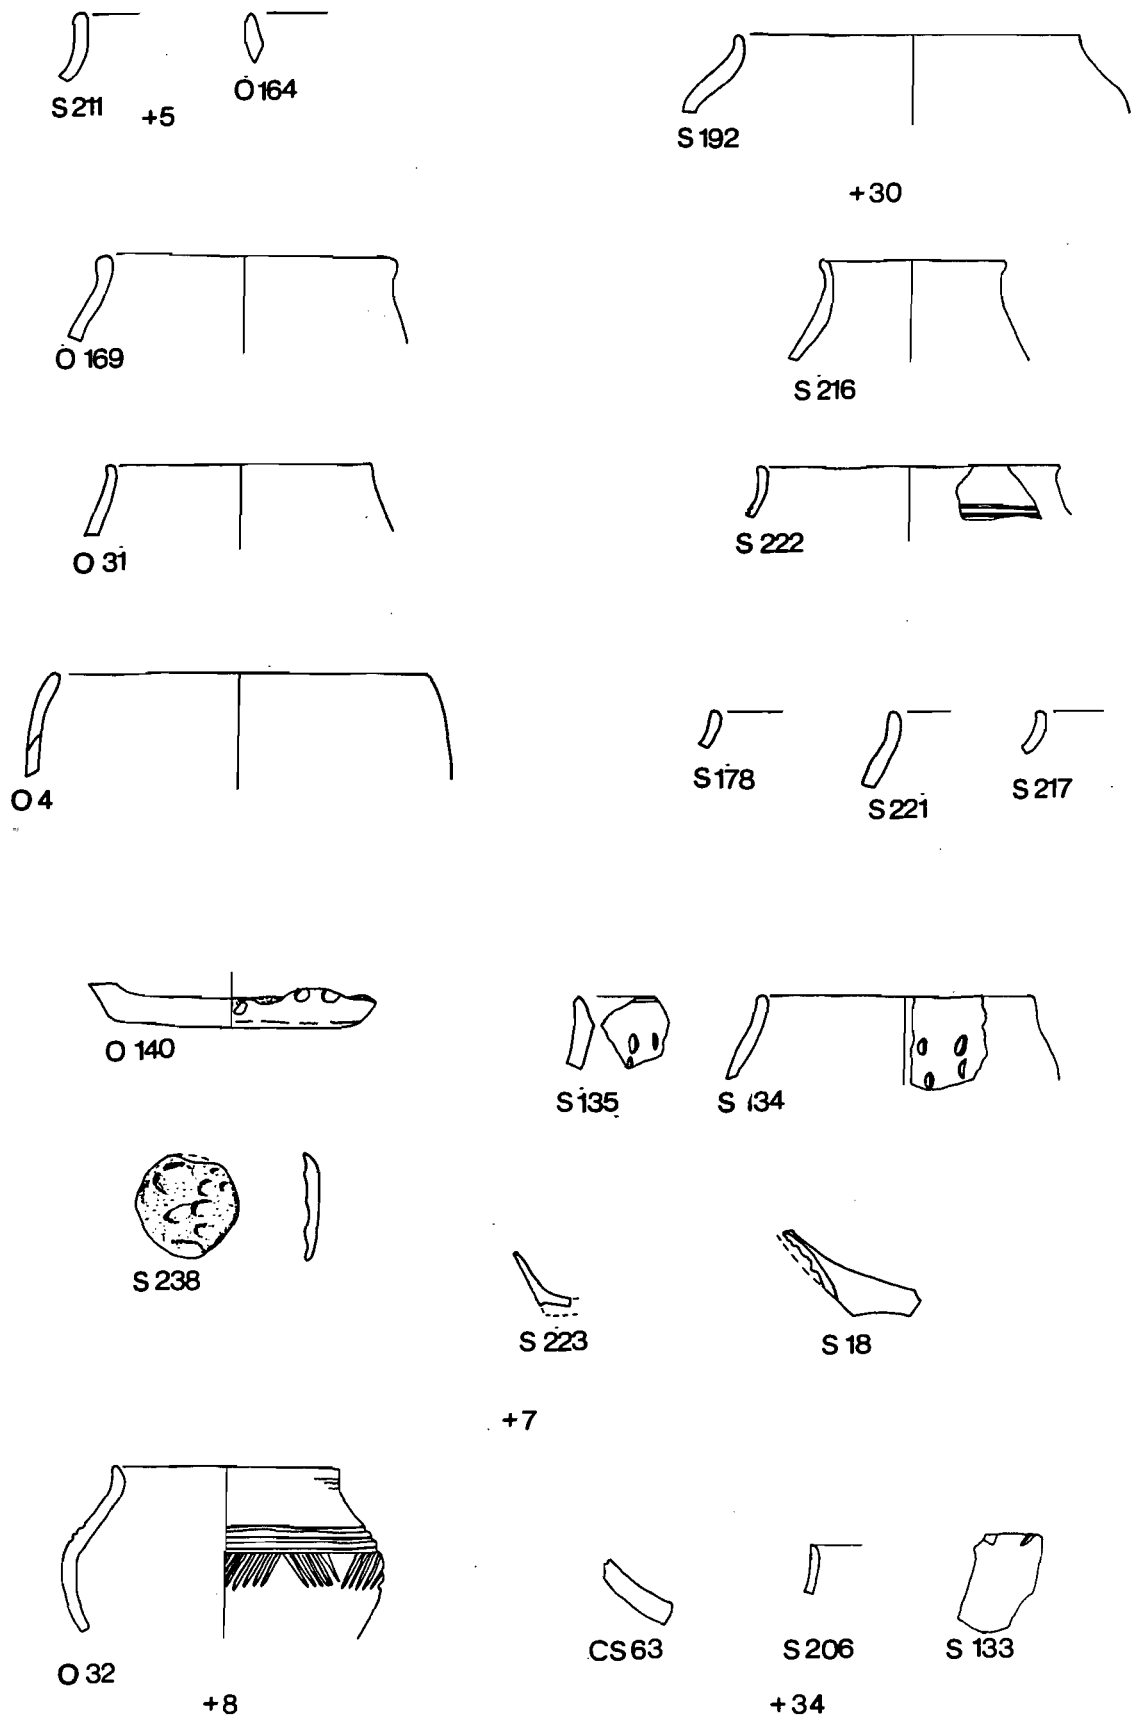 S 211
O 164
+5
S 192
+30
O 169
S 216
O 31
S 222
O 4
S 178
S 221
S 217
O 140
S 135
S 134
S 238
S 223
S 18
+7
O 32
CS 63
S 206
S 133
+8
+34